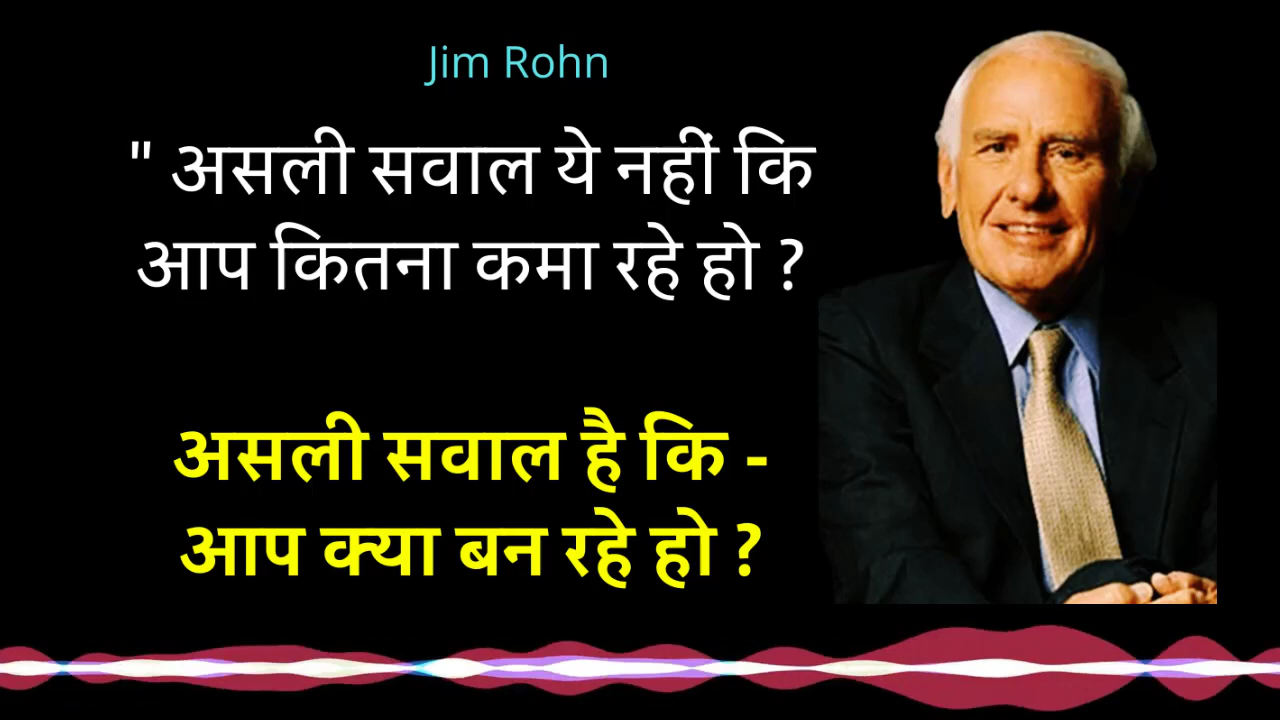 Jim Rohn
" असली सवाल ये नहीं कि
आप कितना कमा रहे हो ?
असली सवाल है कि -
आप क्या बन रहे हो ?